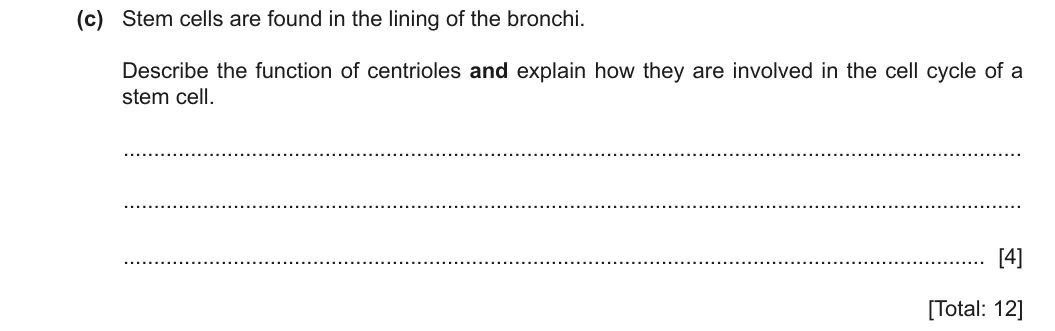 (c) Stem cells are found in the lining of the bronchi.
Describe the function of centrioles and explain how they are involved in the cell cycle of a
stem cell.
....................................................................................................................................................
....................................................................................................................................................
.............................................................................................................................................. [4]
[Total: 12]